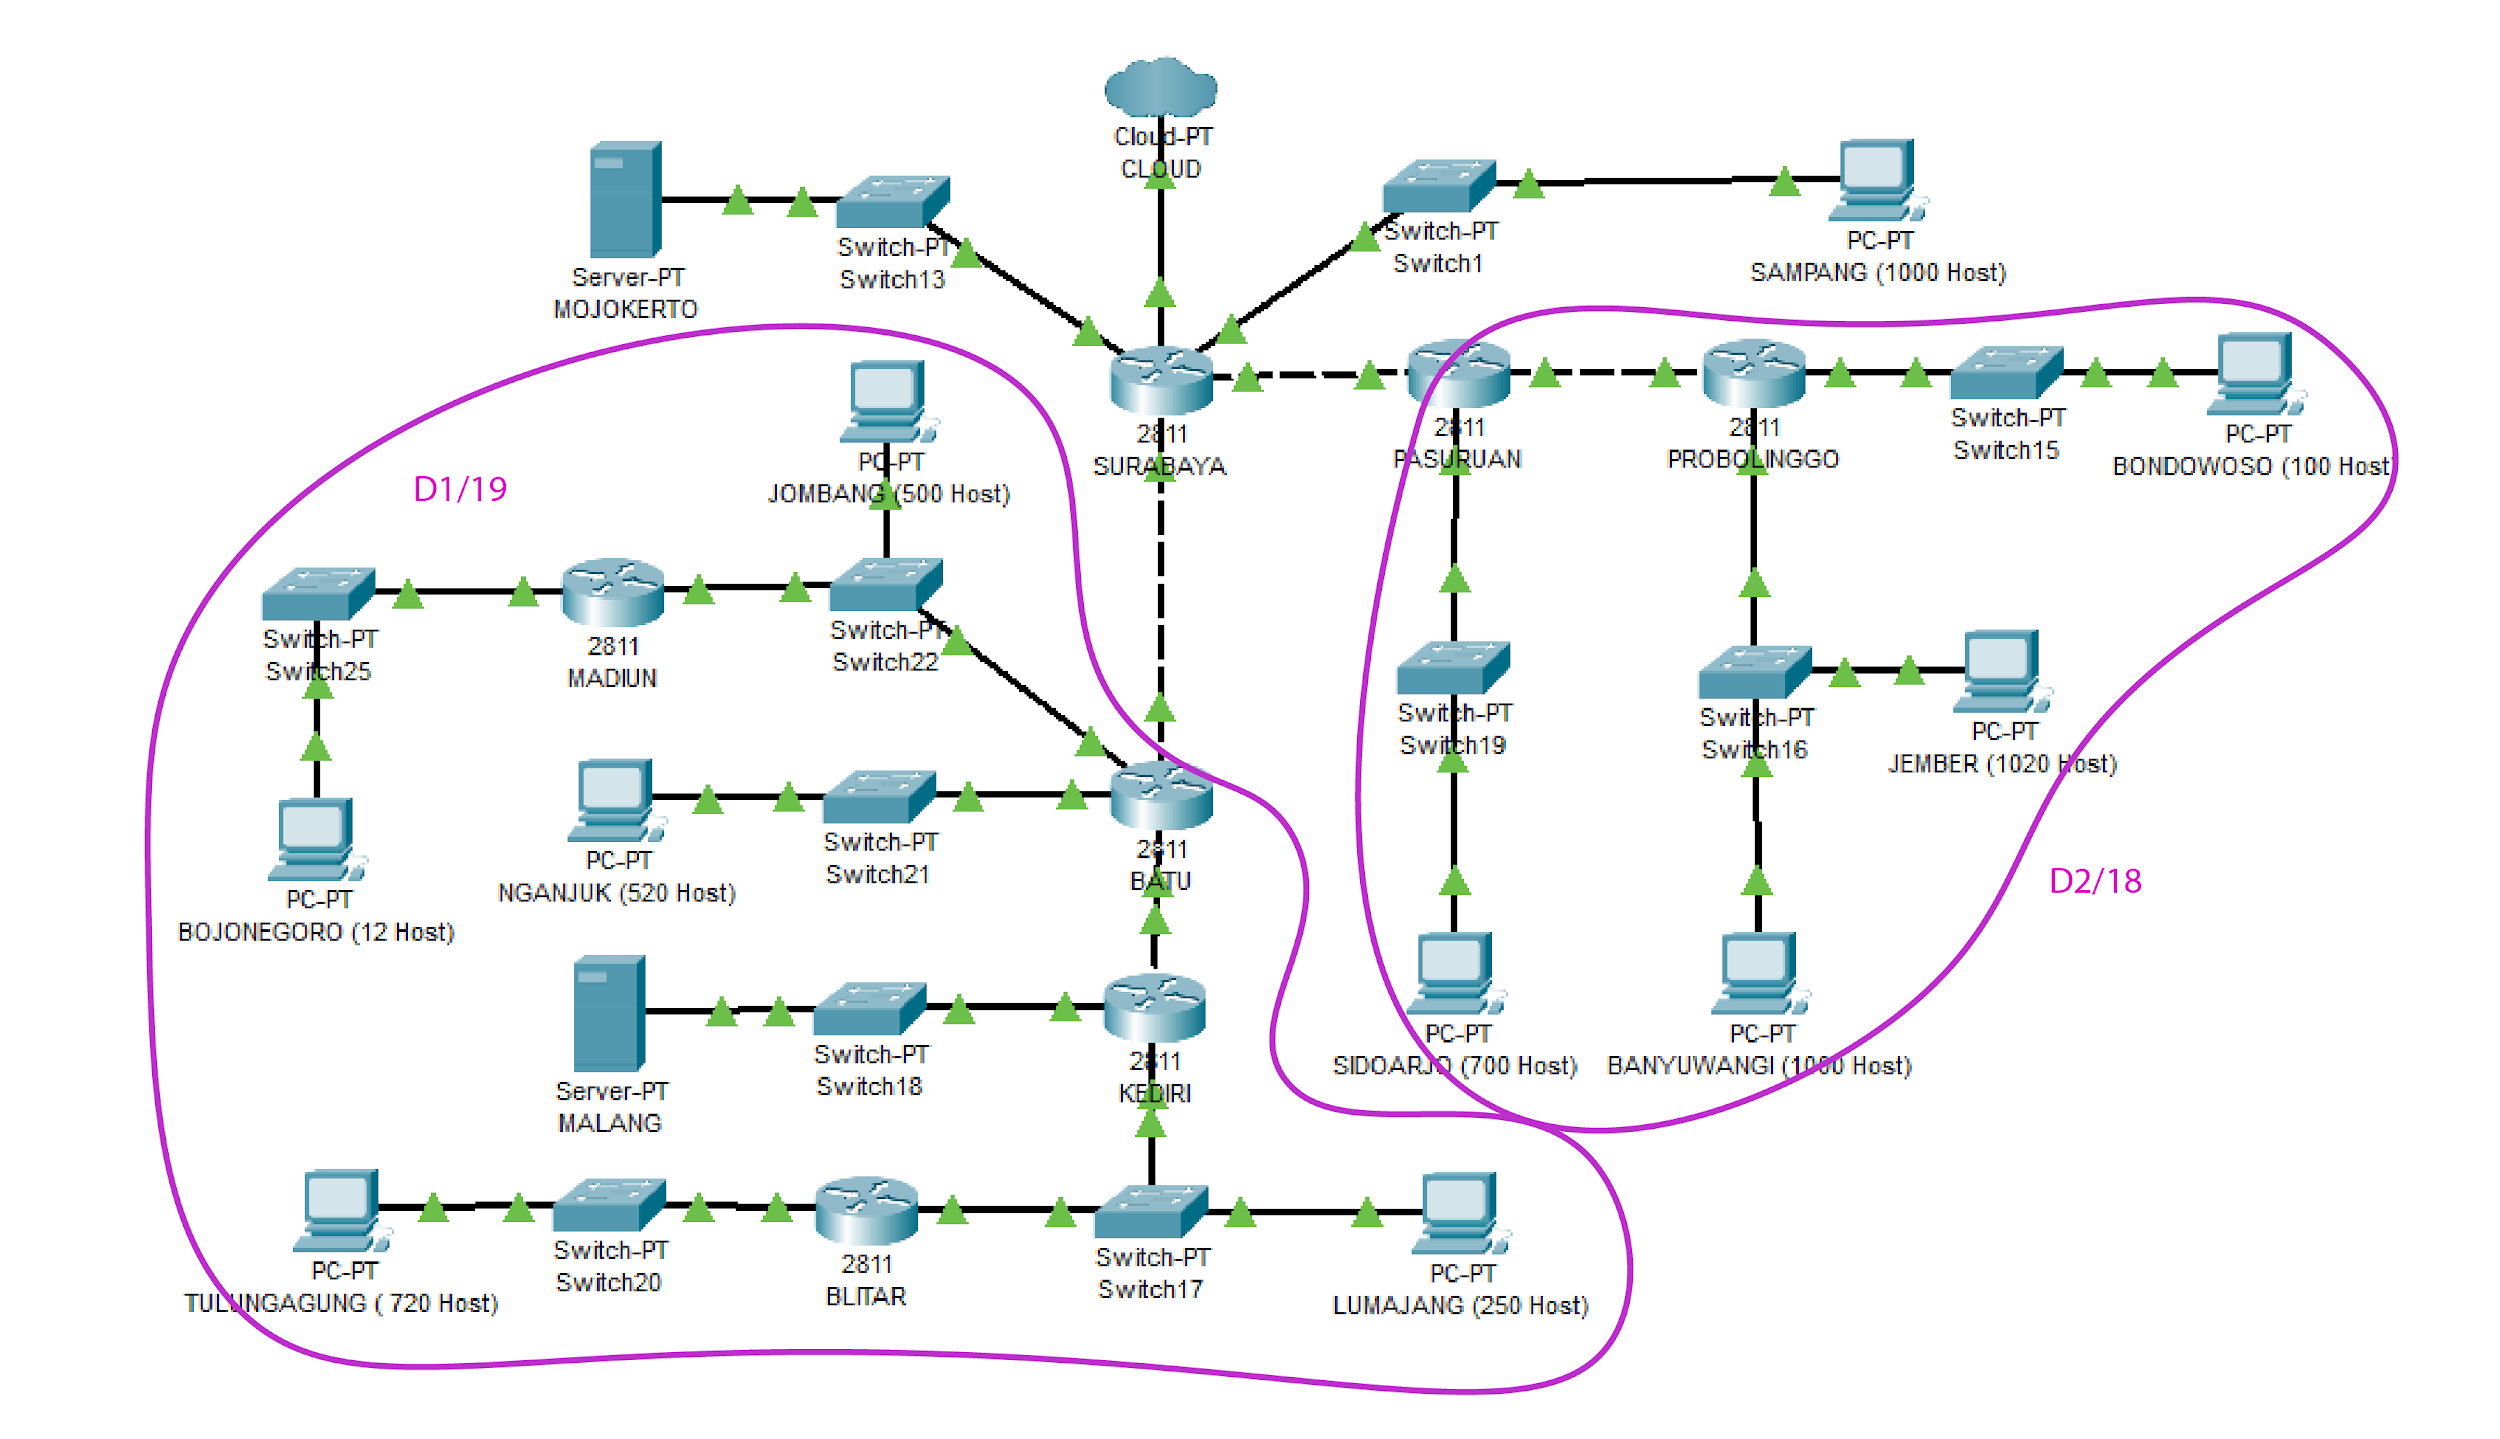 Cloud-PT
CLOUD
Server-PT
MOJOKERTO
Switch-PT
Switch13
Switch-PT
Switch1
PC-PT
SAMPANG (1000 Host)
2811
SURABAYA
2811
PASURUAN
2811
PROBOLINGGO
Switch-PT
Switch15
PC-PT
BONDOWOSO (100 Host)
D1/19
PC-PT
JOMBANG (500 Host)
Switch-PT
Switch25
2811
MADIUN
Switch-PT
Switch22
Switch-PT
Switch19
Switch-PT
Switch16
PC-PT
JEMBER (1020 Host)
PC-PT
BOJONEGORO (12 Host)
PC-PT
NGANJUK (520 Host)
Switch-PT
Switch21
2811
BATU
D2/18
Server-PT
MALANG
Switch-PT
Switch18
2811
KEDIRI
PC-PT
SIDOARJO (700 Host)
PC-PT
BANYUWANGI (1000 Host)
PC-PT
TULUNGAGUNG ( 720 Host)
Switch-PT
Switch20
2811
BLITAR
Switch-PT
Switch17
PC-PT
LUMAJANG (250 Host)